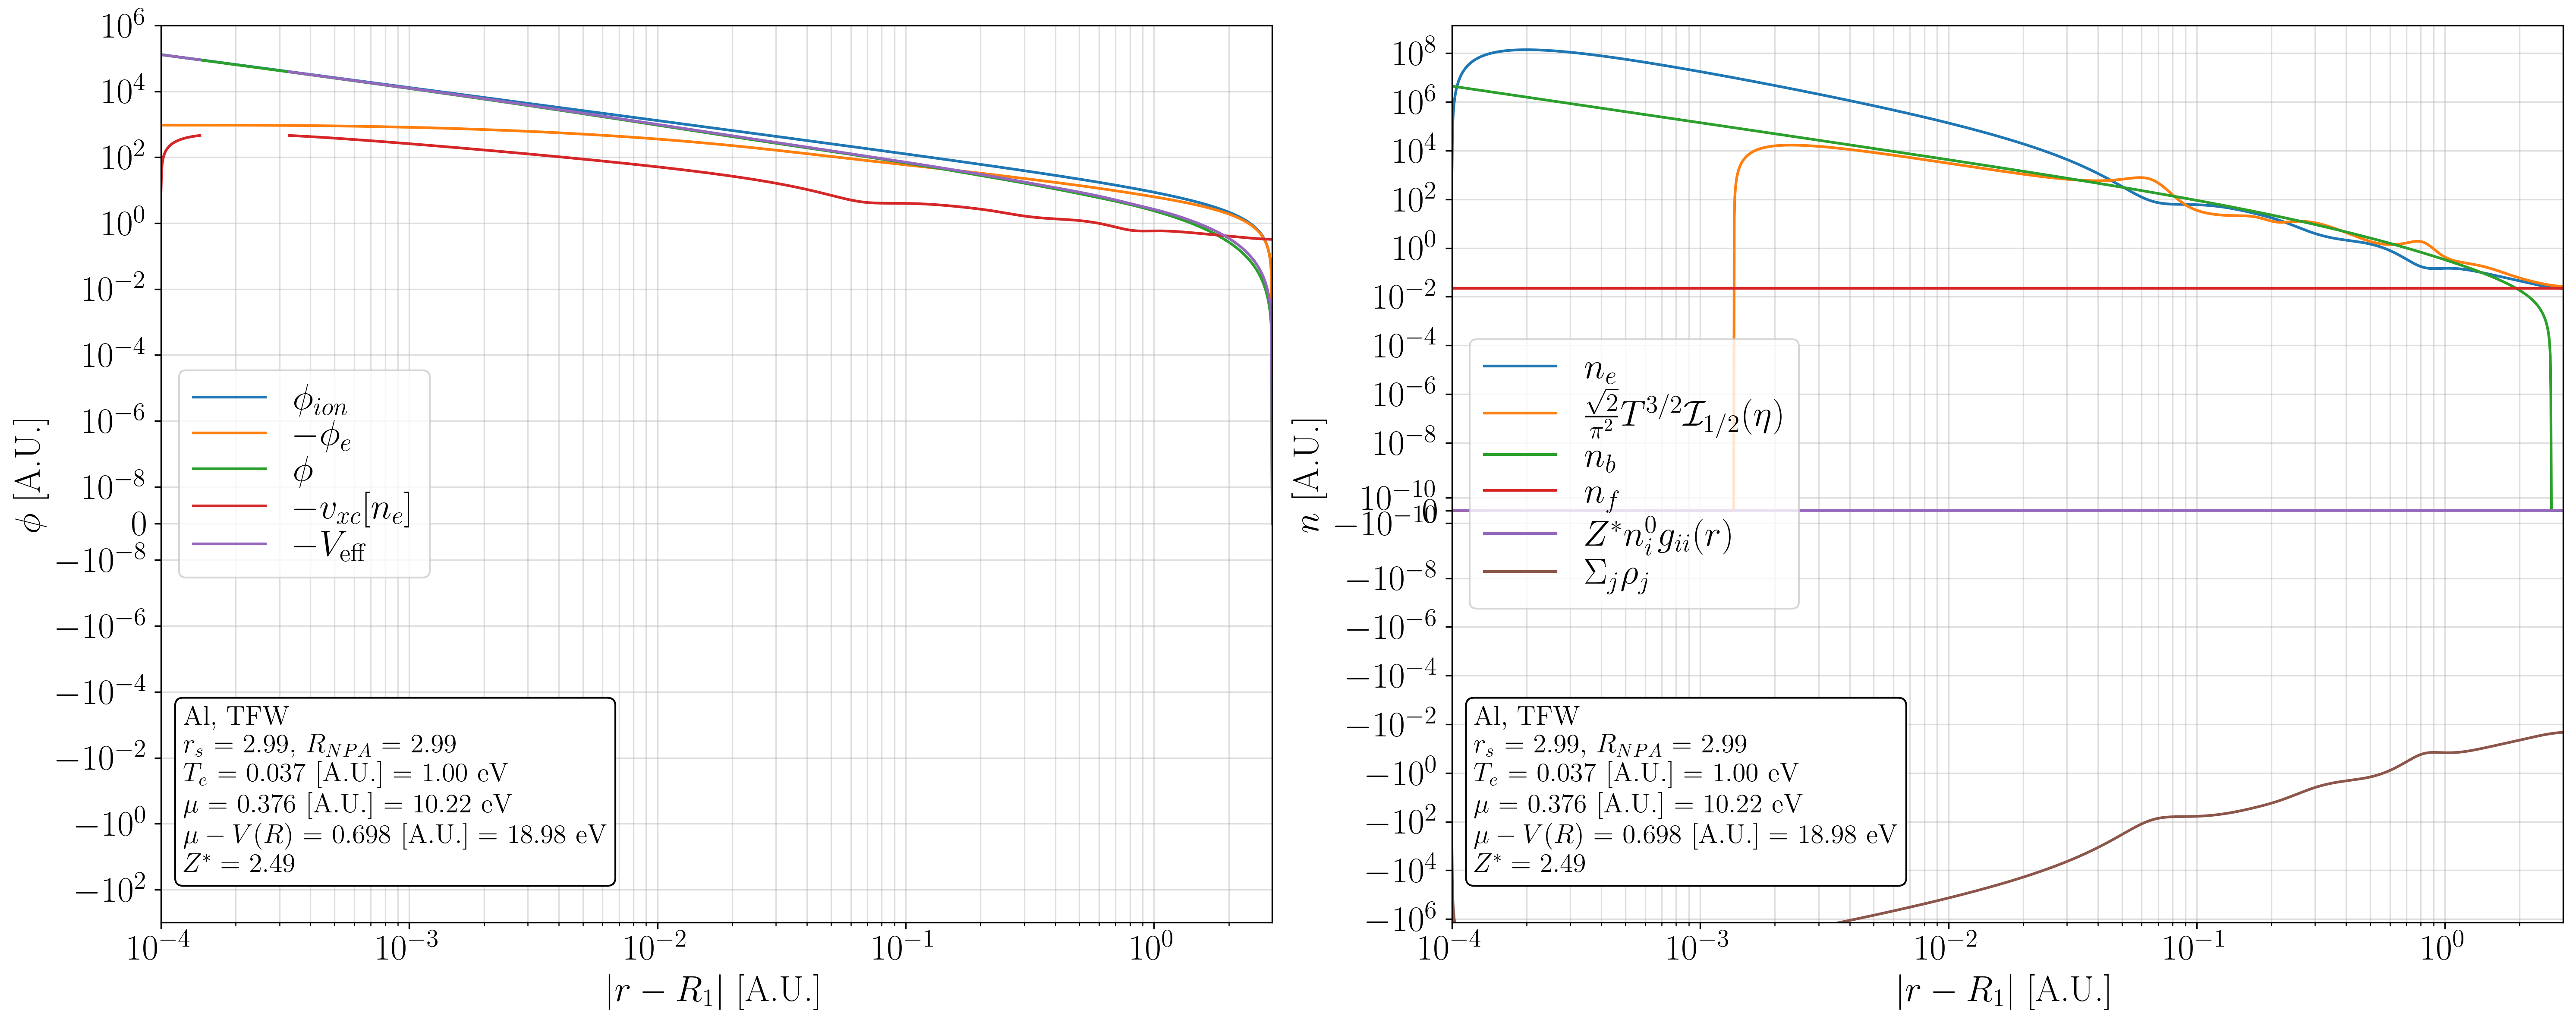 10^6
10^4
10^2
10^0
10^−2
10^−4
10^−6
10^−8
0
−10^−8
−10^−6
−10^−4
−10^−2
−10^0
−10^2
ϕ [A.U.]
ϕ_ion
−ϕ_e
ϕ
−v_xc[n_e]
−V_eff
Al, TFW
r_s = 2.99, R_NPA = 2.99
T_e = 0.037 [A.U.] = 1.00 eV
μ = 0.376 [A.U.] = 10.22 eV
μ − V(R) = 0.698 [A.U.] = 18.98 eV
Z* = 2.49
10^−4 10^−3 10^−2 10^−1 10^0
|r − R_1| [A.U.]
10^8
10^6
10^4
10^2
10^0
10^−2
10^−4
10^−6
10^−8
10^−10
0
−10^−10
−10^−8
−10^−6
−10^−4
−10^−2
−10^0
−10^2
−10^4
−10^6
n [A.U.]
n_e
√2/π^2 T^3/2 I_1/2(η)
n_b
n_f
Z*n_i^0 g_ii(r)
Σ_j ρ_j
Al, TFW
r_s = 2.99, R_NPA = 2.99
T_e = 0.037 [A.U.] = 1.00 eV
μ = 0.376 [A.U.] = 10.22 eV
μ − V(R) = 0.698 [A.U.] = 18.98 eV
Z* = 2.49
10^−4 10^−3 10^−2 10^−1 10^0
|r − R_1| [A.U.]